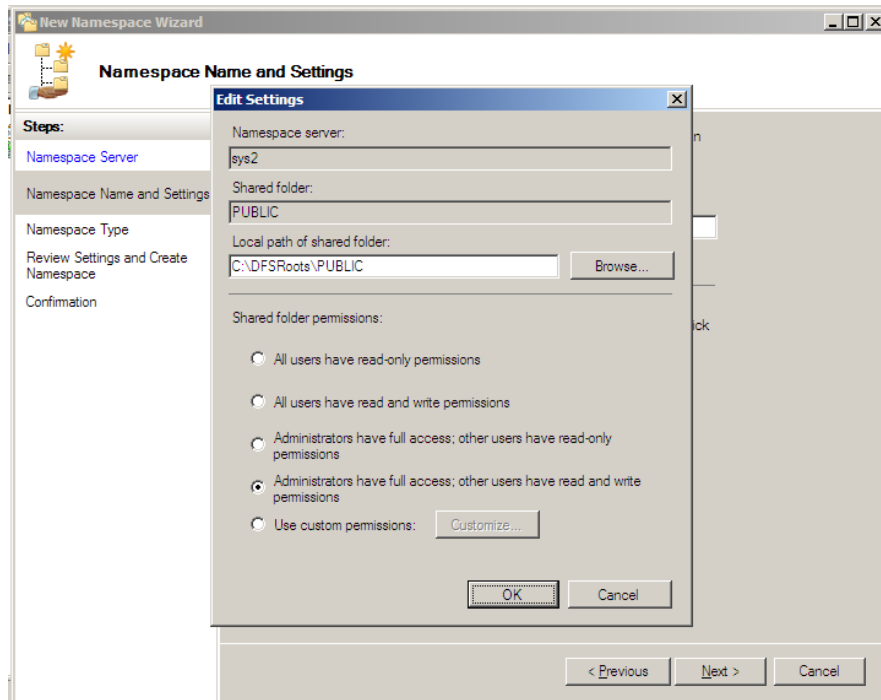 New Namespace Wizard
Namespace Name and Settings
Steps:
Namespace Server
Namespace Name and Settings
Namespace Type
Review Settings and Create
Namespace
Confirmation
Edit Settings
Namespace server:
sys2
Shared folder:
PUBLIC
Local path of shared folder:
C:\DFSRoots\PUBLIC
Browse...
Shared folder permissions:
All users have read-only permissions
All users have read and write permissions
Administrators have full access; other users have read-only
permissions
Administrators have full access; other users have read and write
permissions
Use custom permissions:
Customize...
OK
Cancel
< Previous
Next >
Cancel